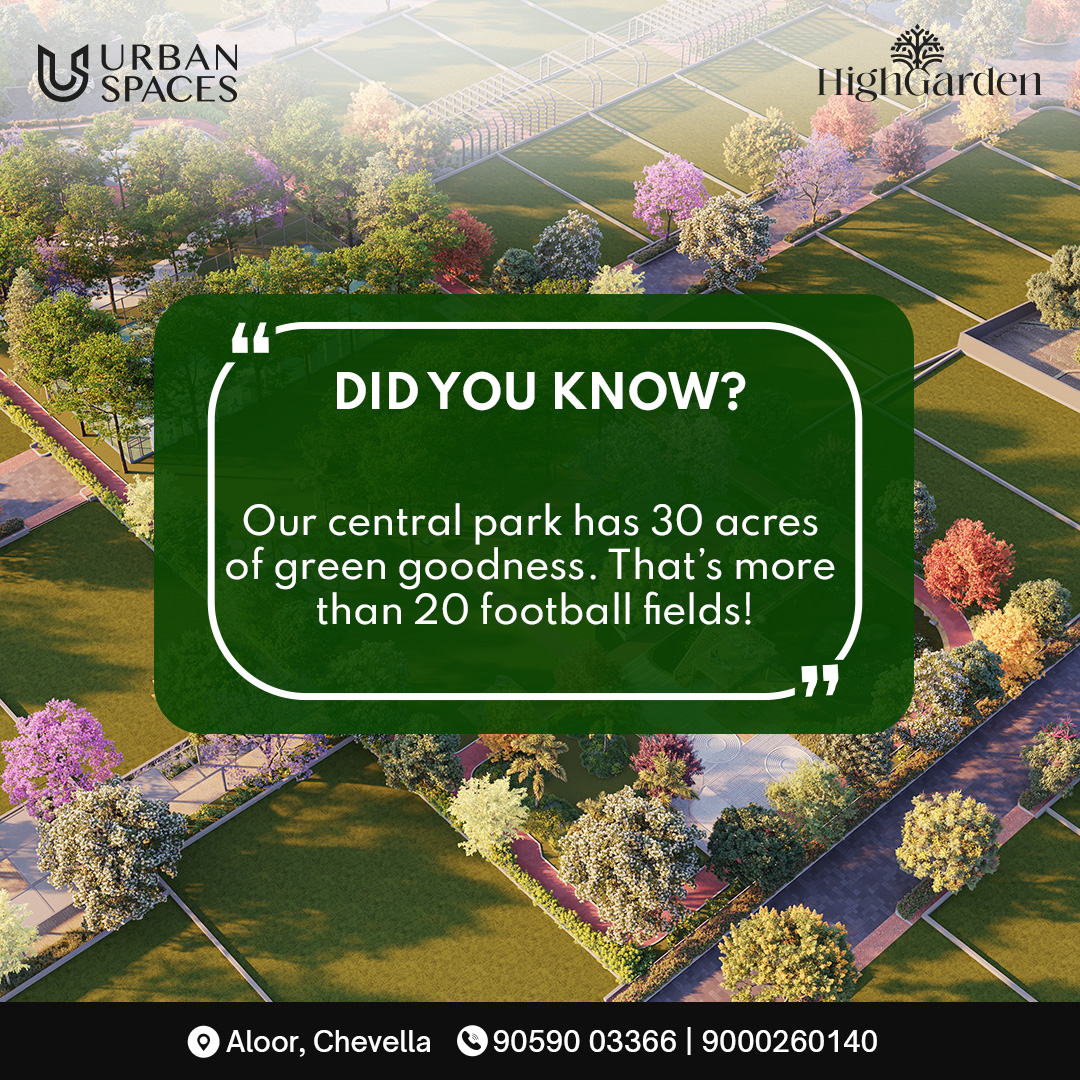 URBAN
SPACES
HighGarden
“
DID YOU KNOW?
Our central park has 30 acres
of green goodness. That’s more
than 20 football fields!
”
Aloor, Chevella 90590 03366 | 9000260140